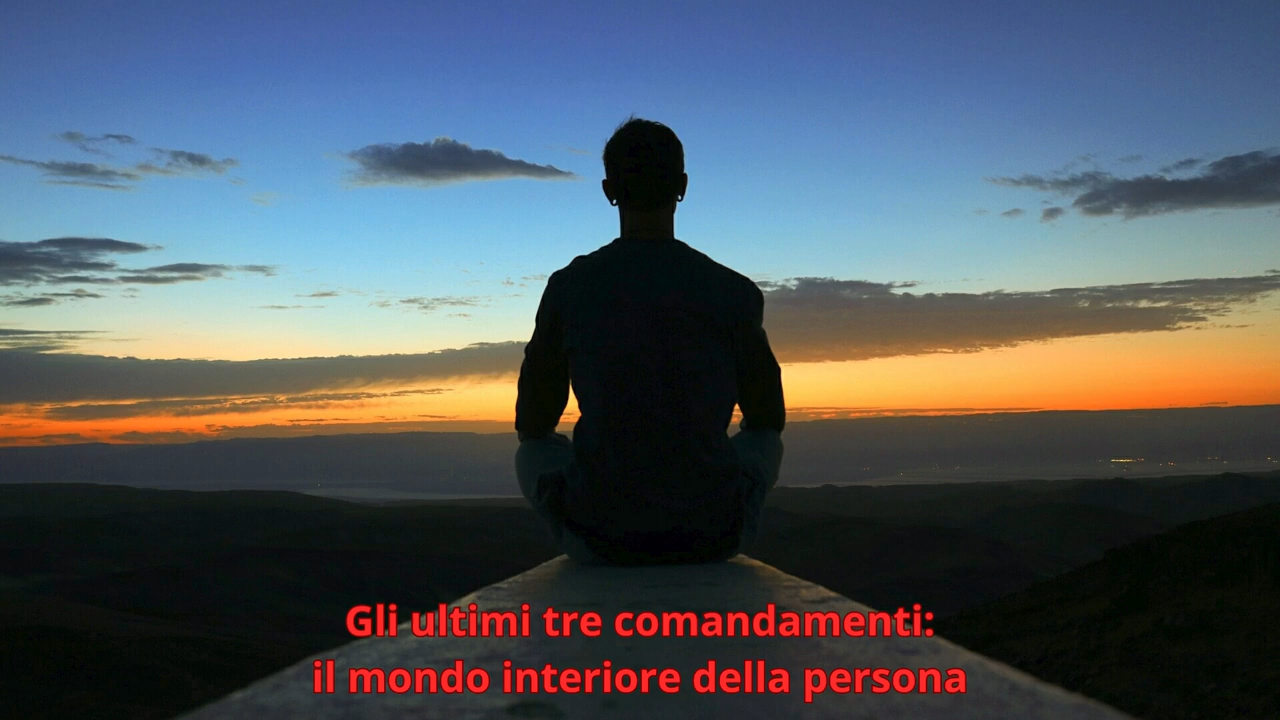 Gli ultimi tre comandamenti:
il mondo interiore della persona